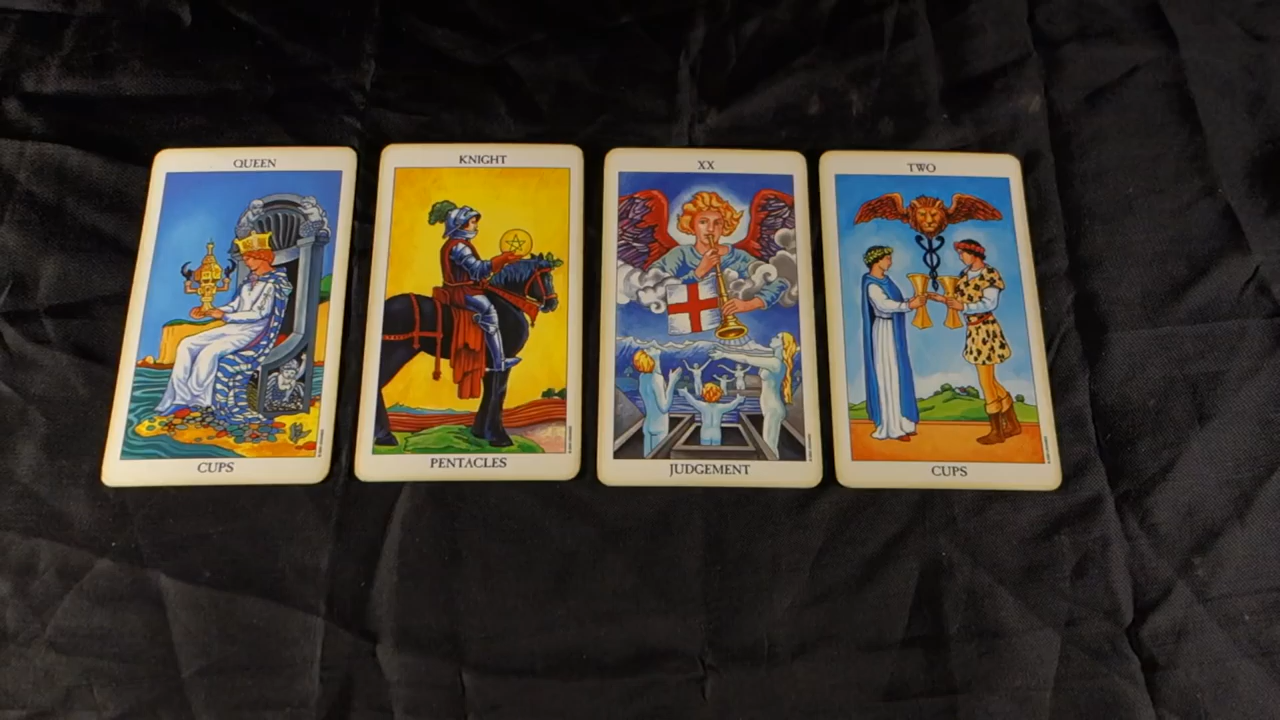 QUEEN
CUPS
KNIGHT
PENTACLES
XX
JUDGEMENT
TWO
CUPS